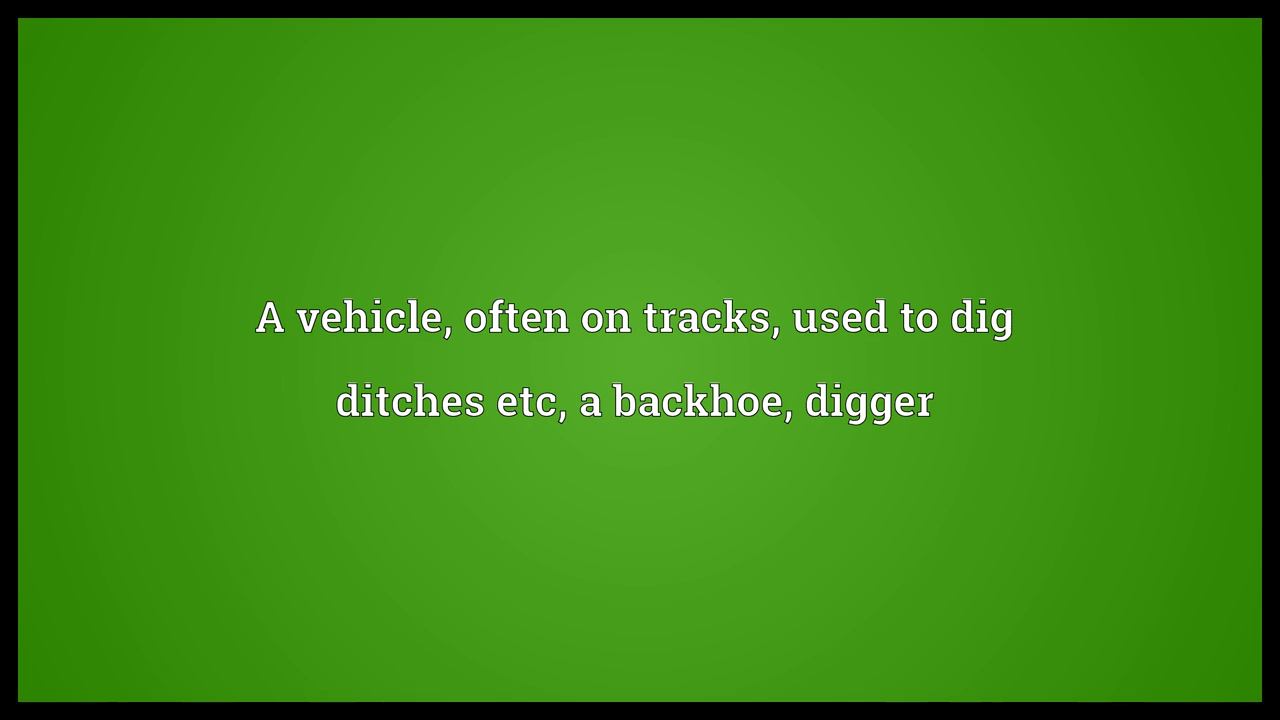 A vehicle, often on tracks, used to dig
ditches etc, a backhoe, digger